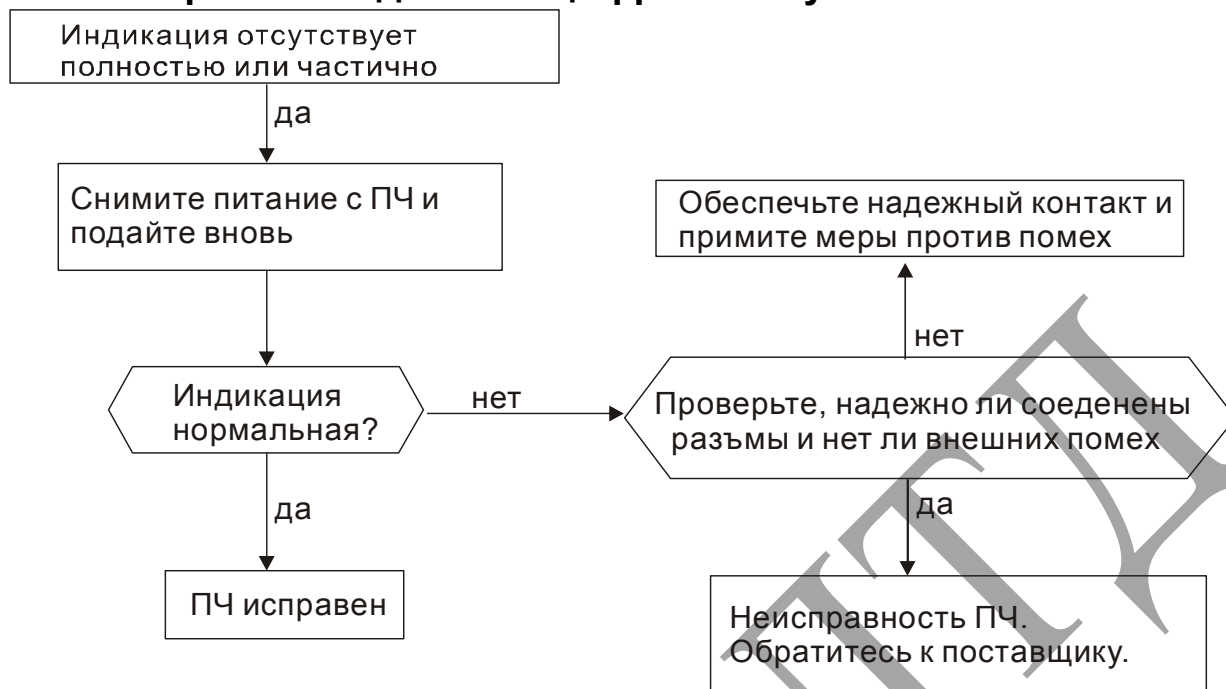 Индикация отсутствует
полностью или частично
да
Снимите питание с ПЧ и
подайте вновь
Индикация
нормальная?
да
ПЧ исправен
нет
Проверьте, надежно ли соеденены
разъмы и нет ли внешних помех
нет
Обеспечьте надежный контакт и
примите меры против помех
да
Неисправность ПЧ.
Обратитесь к поставщику.